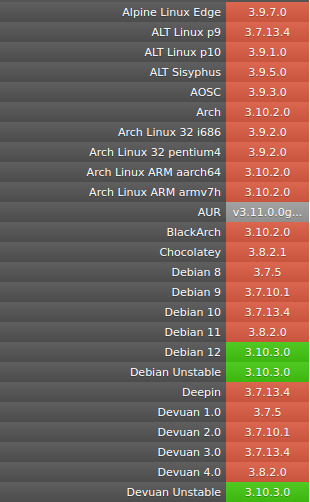 Alpine Linux Edge 3.9.7.0
ALT Linux p9 3.7.13.4
ALT Linux p10 3.9.1.0
ALT Sisyphus 3.9.5.0
AOSC 3.9.3.0
Arch 3.10.2.0
Arch Linux 32 i686 3.9.2.0
Arch Linux 32 pentium4 3.9.2.0
Arch Linux ARM aarch64 3.10.2.0
Arch Linux ARM armv7h 3.10.2.0
AUR v3.11.0.0g...
BlackArch 3.10.2.0
Chocolatey 3.8.2.1
Debian 8 3.7.5
Debian 9 3.7.10.1
Debian 10 3.7.13.4
Debian 11 3.8.2.0
Debian 12 3.10.3.0
Debian Unstable 3.10.3.0
Deepin 3.7.13.4
Devuan 1.0 3.7.5
Devuan 2.0 3.7.10.1
Devuan 3.0 3.7.13.4
Devuan 4.0 3.8.2.0
Devuan Unstable 3.10.3.0